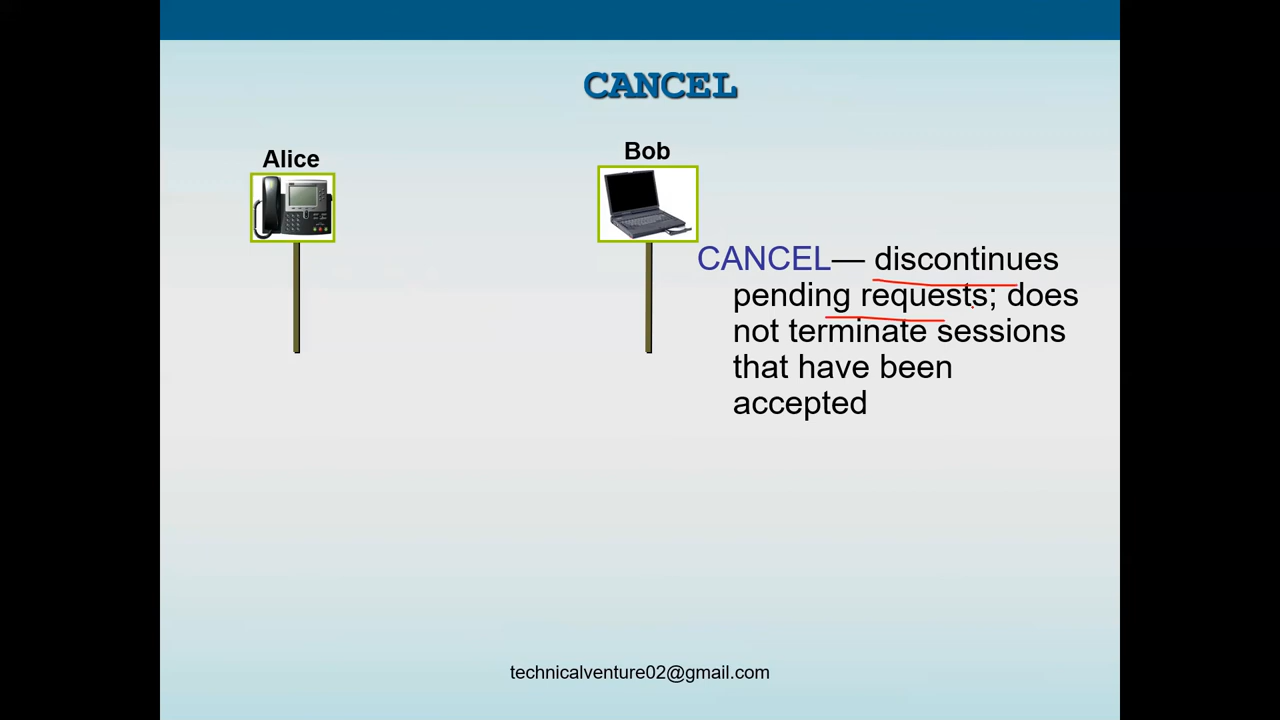 CANCEL
Alice
Bob
CANCEL— discontinues
pending requests; does
not terminate sessions
that have been
accepted
technicalventure02@gmail.com